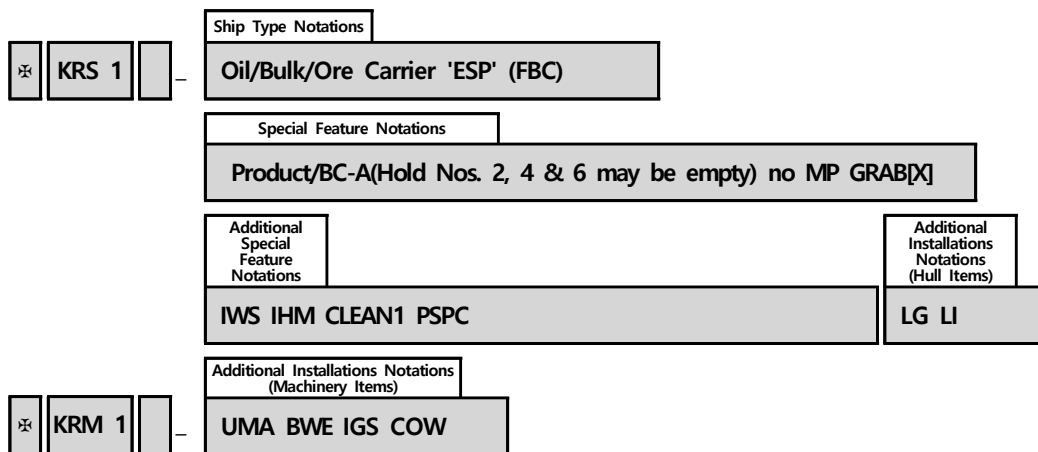 Ship Type Notations
✠ KRS 1 _ Oil/Bulk/Ore Carrier 'ESP' (FBC)
Special Feature Notations
Product/BC-A(Hold Nos. 2, 4 & 6 may be empty) no MP GRAB[X]
Additional
Special
Feature
Notations
IWS IHM CLEAN1 PSPC
Additional
Installations
Notations
(Hull Items)
LG LI
Additional Installations Notations
(Machinery Items)
✠ KRM 1 _ UMA BWE IGS COW